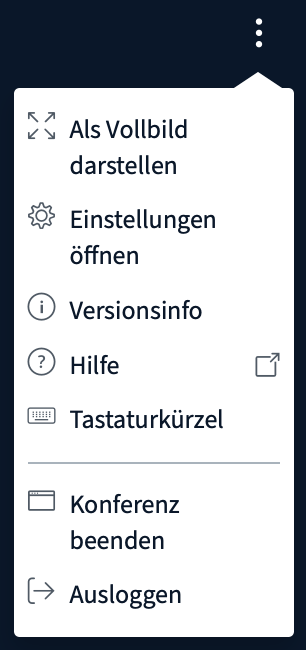 Als Vollbild
darstellen
Einstellungen
öffnen
Versionsinfo
Hilfe
Tastaturkürzel
Konferenz
beenden
Ausloggen